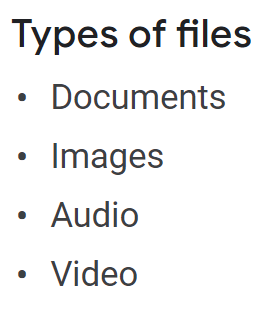 Types of files
• Documents
• Images
• Audio
• Video